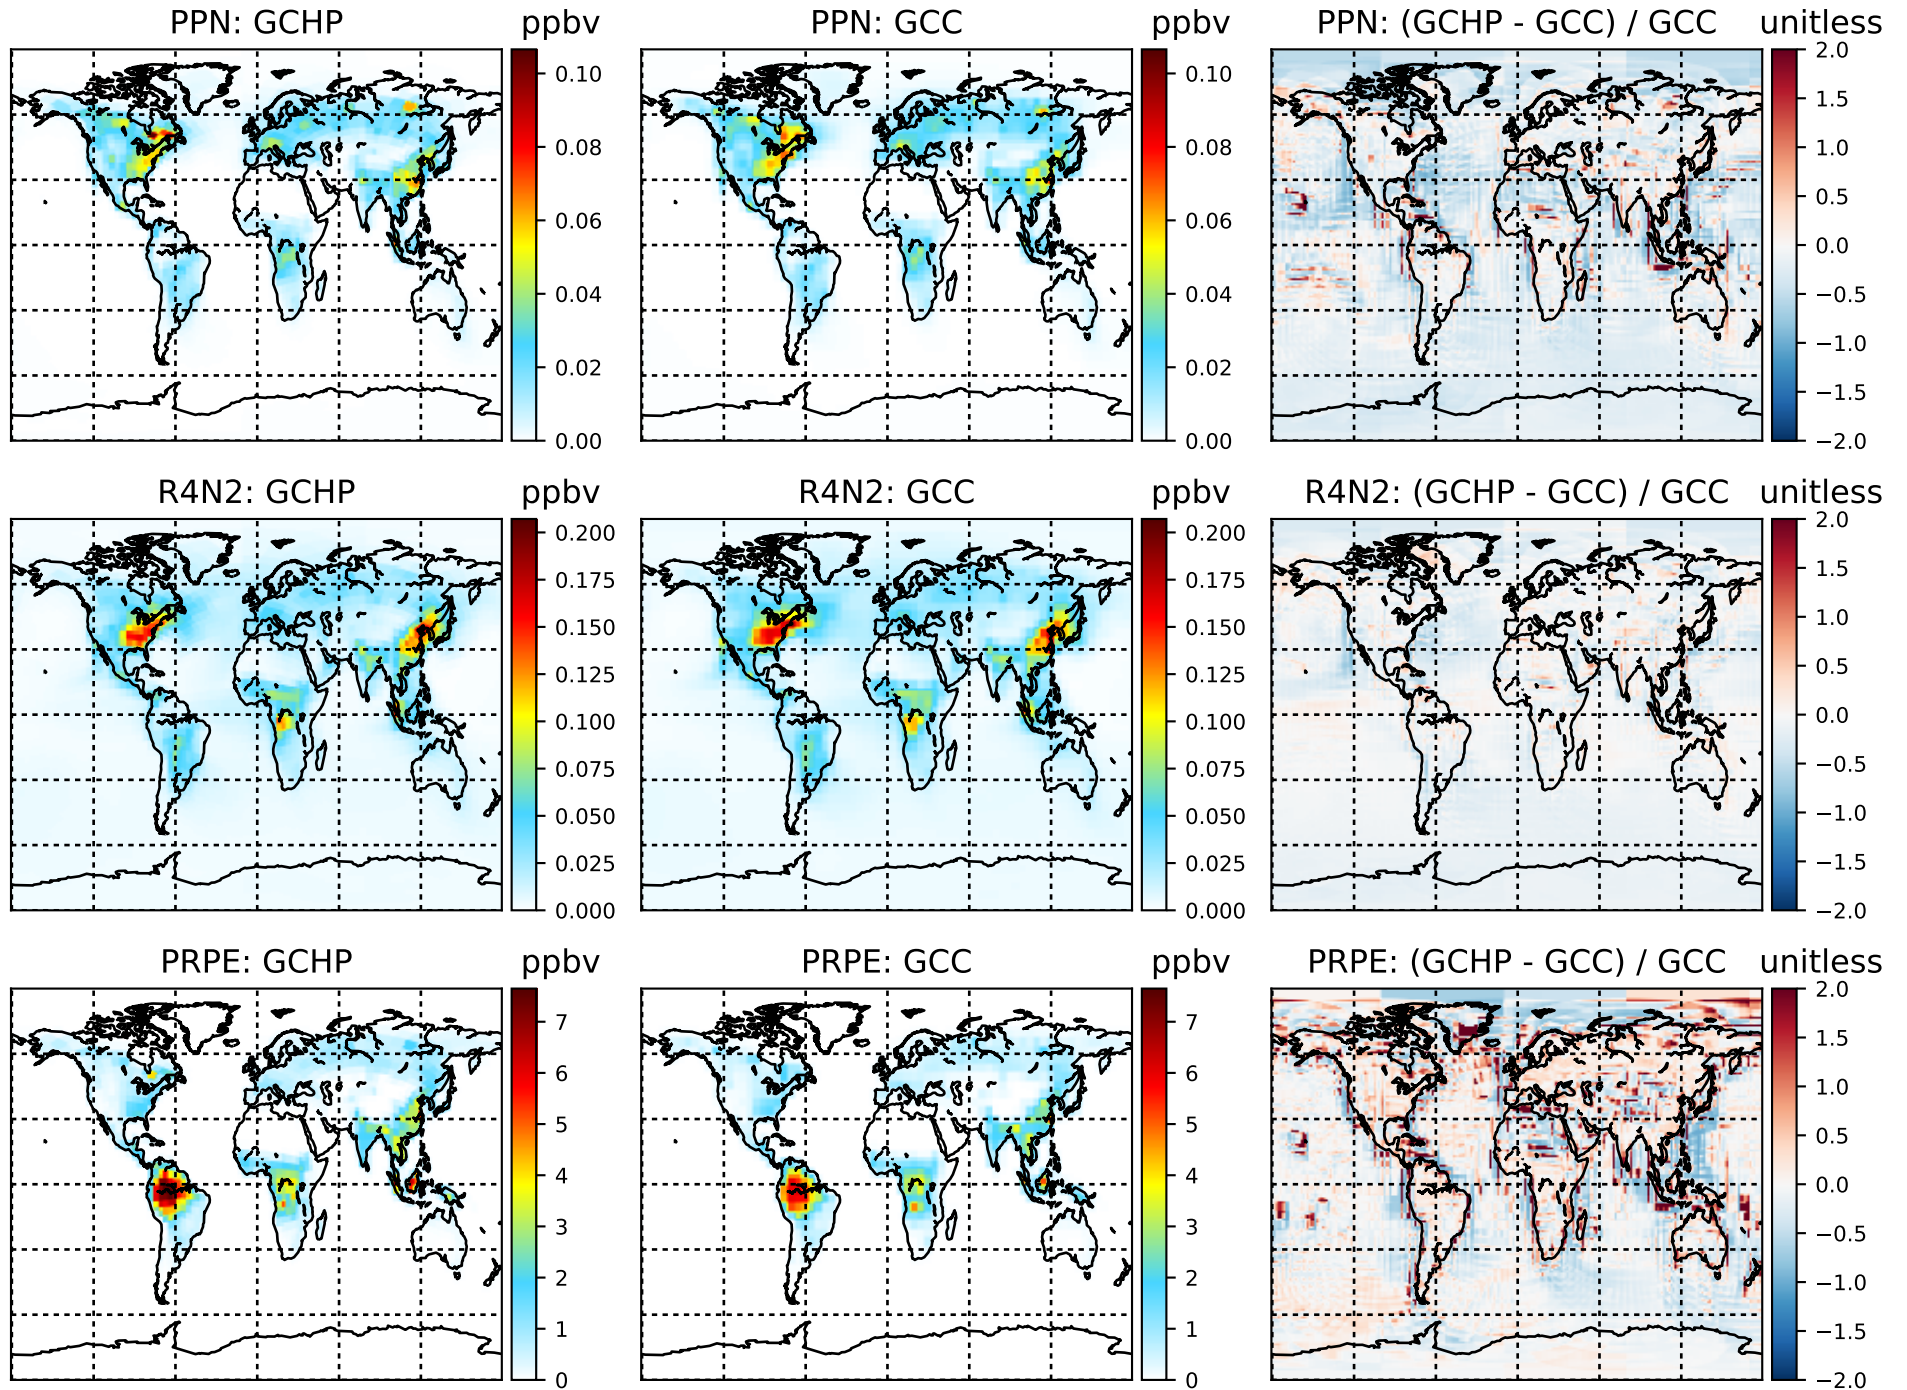 PPN: GCHP ppbv PPN: GCC ppbv PPN: (GCHP - GCC) / GCC unitless
0.10 0.10 2.0
0.08 0.08 1.5
0.06 0.06 1.0
0.04 0.04 0.5
0.02 0.02 0.0
0.00 0.00 −0.5
−1.0
−1.5
−2.0
R4N2: GCHP ppbv R4N2: GCC ppbv R4N2: (GCHP - GCC) / GCC unitless
0.200 0.200 2.0
0.175 0.175 1.5
0.150 0.150 1.0
0.125 0.125 0.5
0.100 0.100 0.0
0.075 0.075 −0.5
0.050 0.050 −1.0
0.025 0.025 −1.5
0.000 0.000 −2.0
PRPE: GCHP ppbv PRPE: GCC ppbv PRPE: (GCHP - GCC) / GCC unitless
7 7 2.0
6 6 1.5
5 5 1.0
4 4 0.5
3 3 0.0
2 2 −0.5
1 1 −1.0
0 0 −1.5
−2.0